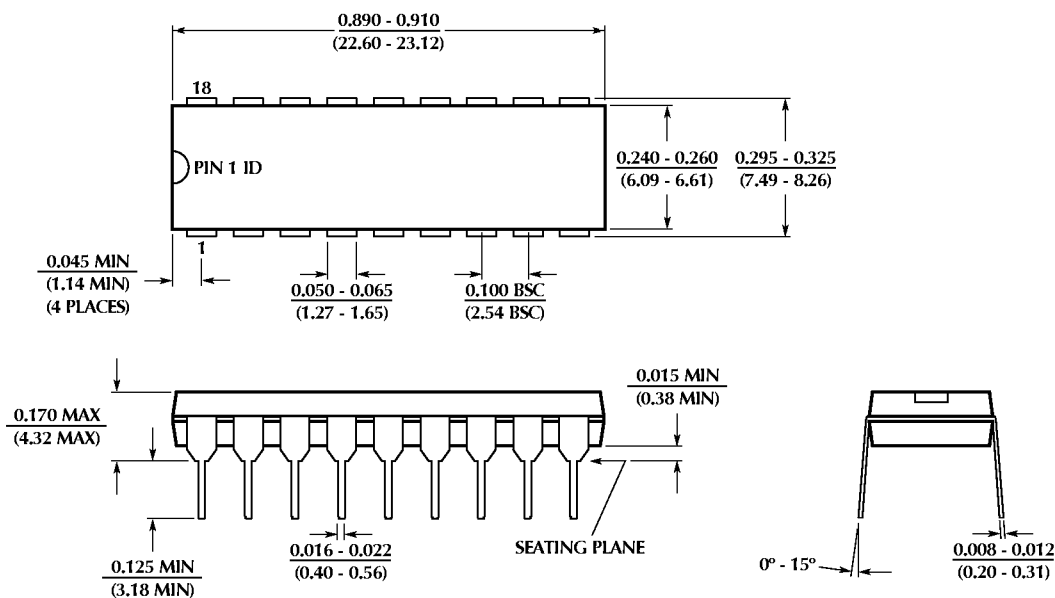 0.890 - 0.910
(22.60 - 23.12)
18
PIN 1 ID
0.240 - 0.260
(6.09 - 6.61)
0.295 - 0.325
(7.49 - 8.26)
1
0.045 MIN
(1.14 MIN)
(4 PLACES)
0.050 - 0.065
(1.27 - 1.65)
0.100 BSC
(2.54 BSC)
0.015 MIN
(0.38 MIN)
0.170 MAX
(4.32 MAX)
SEATING PLANE
0.016 - 0.022
(0.40 - 0.56)
0.125 MIN
(3.18 MIN)
0º - 15º
0.008 - 0.012
(0.20 - 0.31)